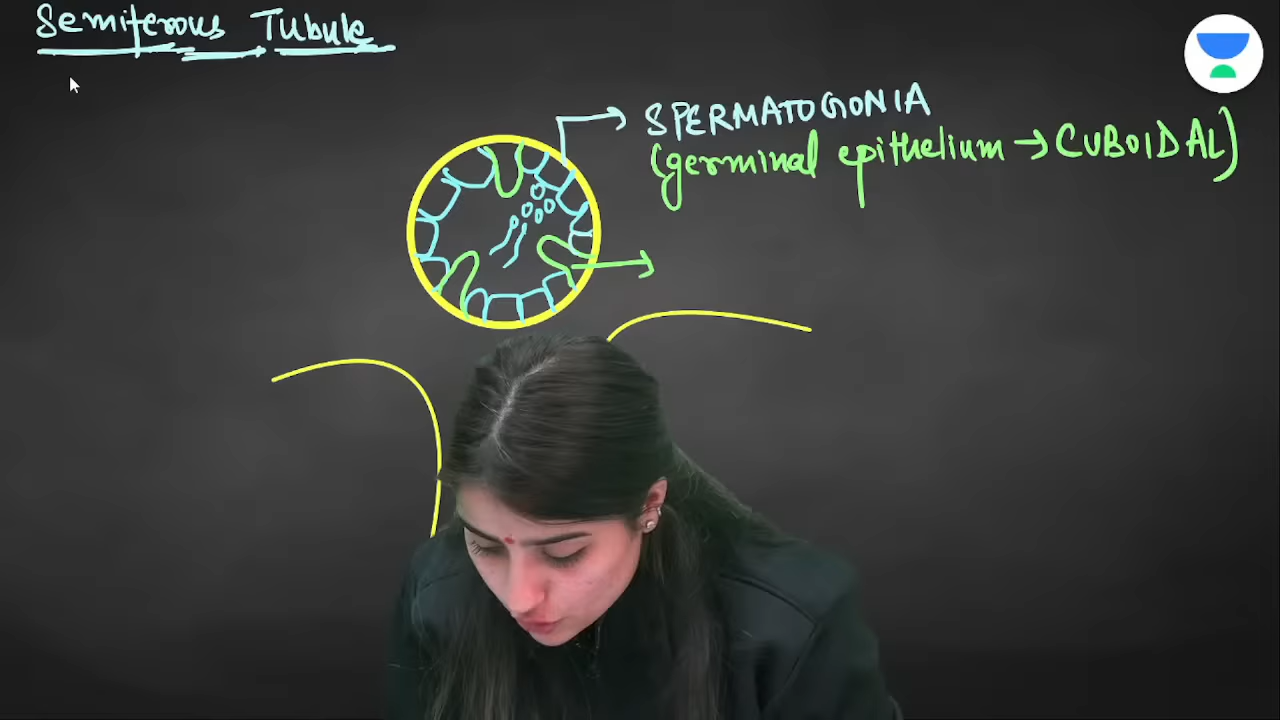 Semiferous Tubule
SPERMATOGONIA
(germinal epithelium → CUBOIDAL)